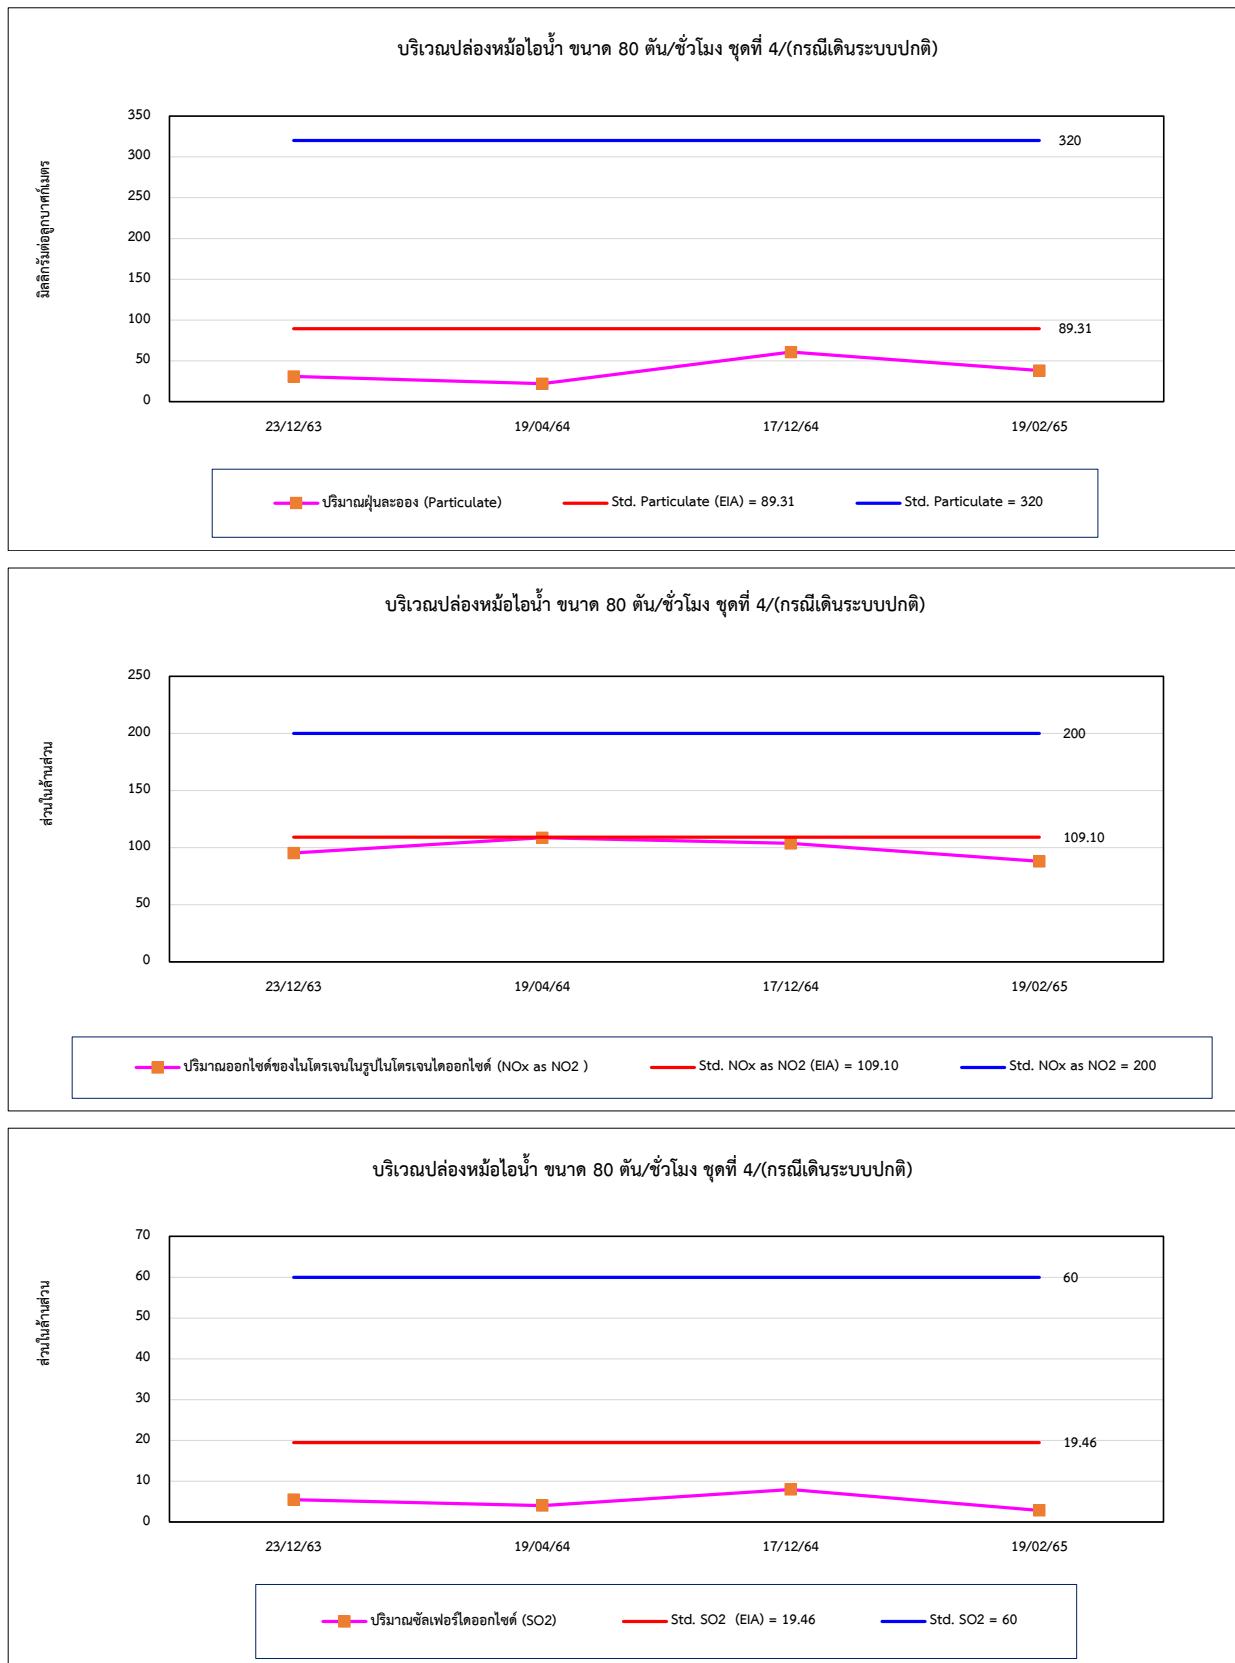 บริเวณปล่องหม้อไอน้ำ ขนาด 80 ตัน/ชั่วโมง ชุดที่ 4/(กรณีเดินระบบปกติ)
มิลลิกรัมต่อลูกบาศก์เมตร
350
300
250
200
150
100
50
0
320
89.31
23/12/63 19/04/64 17/12/64 19/02/65
ปริมาณฝุ่นละออง (Particulate) Std. Particulate (EIA) = 89.31 Std. Particulate = 320
บริเวณปล่องหม้อไอน้ำ ขนาด 80 ตัน/ชั่วโมง ชุดที่ 4/(กรณีเดินระบบปกติ)
ส่วนในล้านส่วน
250
200
150
100
50
0
200
109.10
23/12/63 19/04/64 17/12/64 19/02/65
ปริมาณออกไซด์ของไนโตรเจนในรูปไนโตรเจนไดออกไซด์ (NOx as NO2 ) Std. NOx as NO2 (EIA) = 109.10 Std. NOx as NO2 = 200
บริเวณปล่องหม้อไอน้ำ ขนาด 80 ตัน/ชั่วโมง ชุดที่ 4/(กรณีเดินระบบปกติ)
ส่วนในล้านส่วน
70
60
50
40
30
20
10
0
60
19.46
23/12/63 19/04/64 17/12/64 19/02/65
ปริมาณซัลเฟอร์ไดออกไซด์ (SO2) Std. SO2 (EIA) = 19.46 Std. SO2 = 60